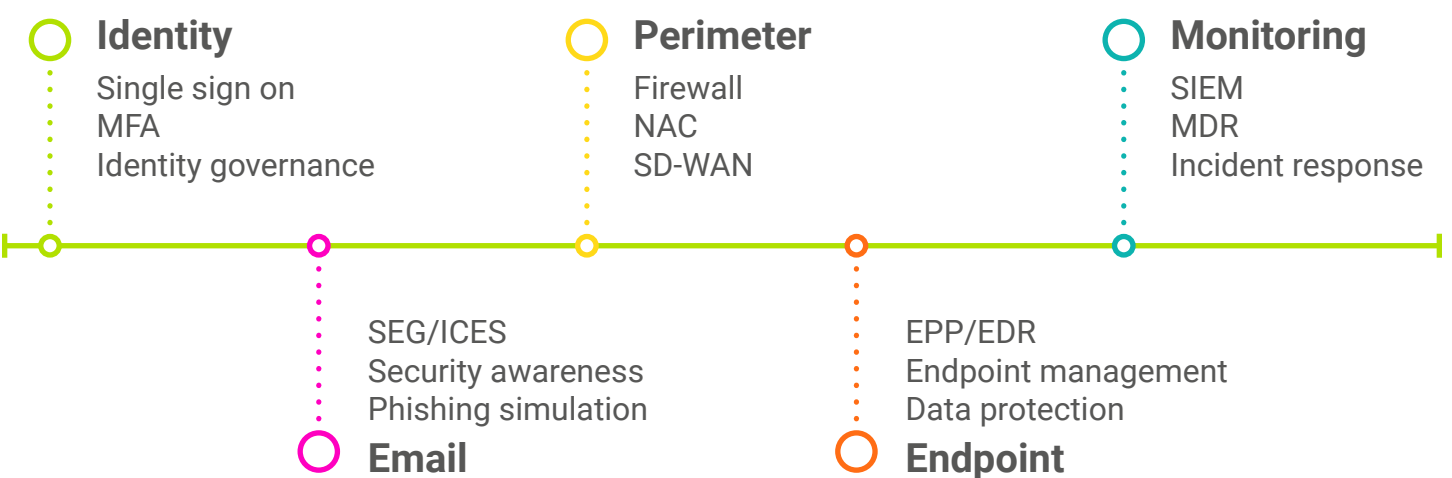 Identity
Single sign on
MFA
Identity governance
Perimeter
Firewall
NAC
SD-WAN
Monitoring
SIEM
MDR
Incident response
SEG/ICES
Security awareness
Phishing simulation
Email
EPP/EDR
Endpoint management
Data protection
Endpoint